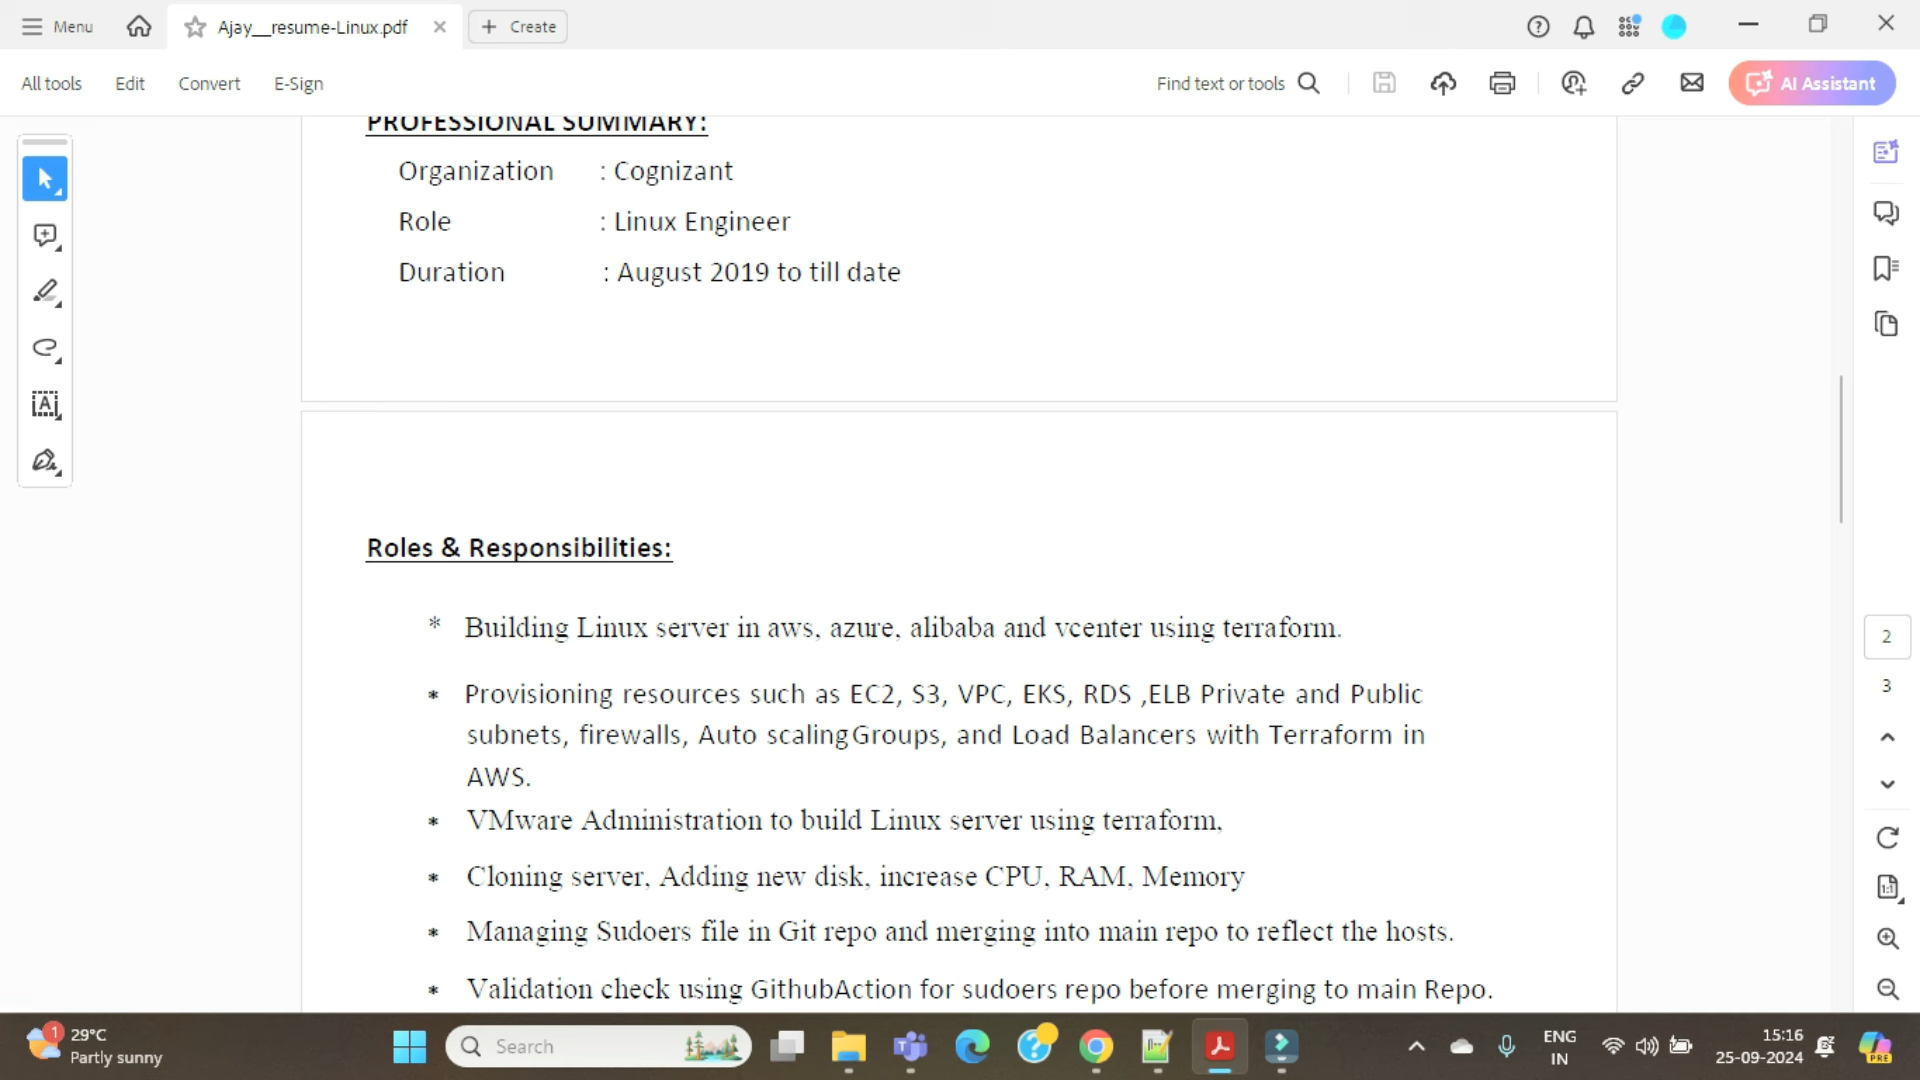 Menu
Ajay__resume-Linux.pdf
Create
All tools
Edit
Convert
E-Sign
Find text or tools
AI Assistant
PROFESSIONAL SUMMARY:
Organization : Cognizant
Role : Linux Engineer
Duration : August 2019 to till date
Roles & Responsibilities:
* Building Linux server in aws, azure, alibaba and vcenter using terraform.
* Provisioning resources such as EC2, S3, VPC, EKS, RDS ,ELB Private and Public
subnets, firewalls, Auto scalingGroups, and Load Balancers with Terraform in
AWS.
* VMware Administration to build Linux server using terraform,
* Cloning server, Adding new disk, increase CPU, RAM, Memory
* Managing Sudoers file in Git repo and merging into main repo to reflect the hosts.
* Validation check using GithubAction for sudoers repo before merging to main Repo.
2
3
1:1
1
29°C
Partly sunny
Search
ENG
IN
15:16
25-09-2024
PRE